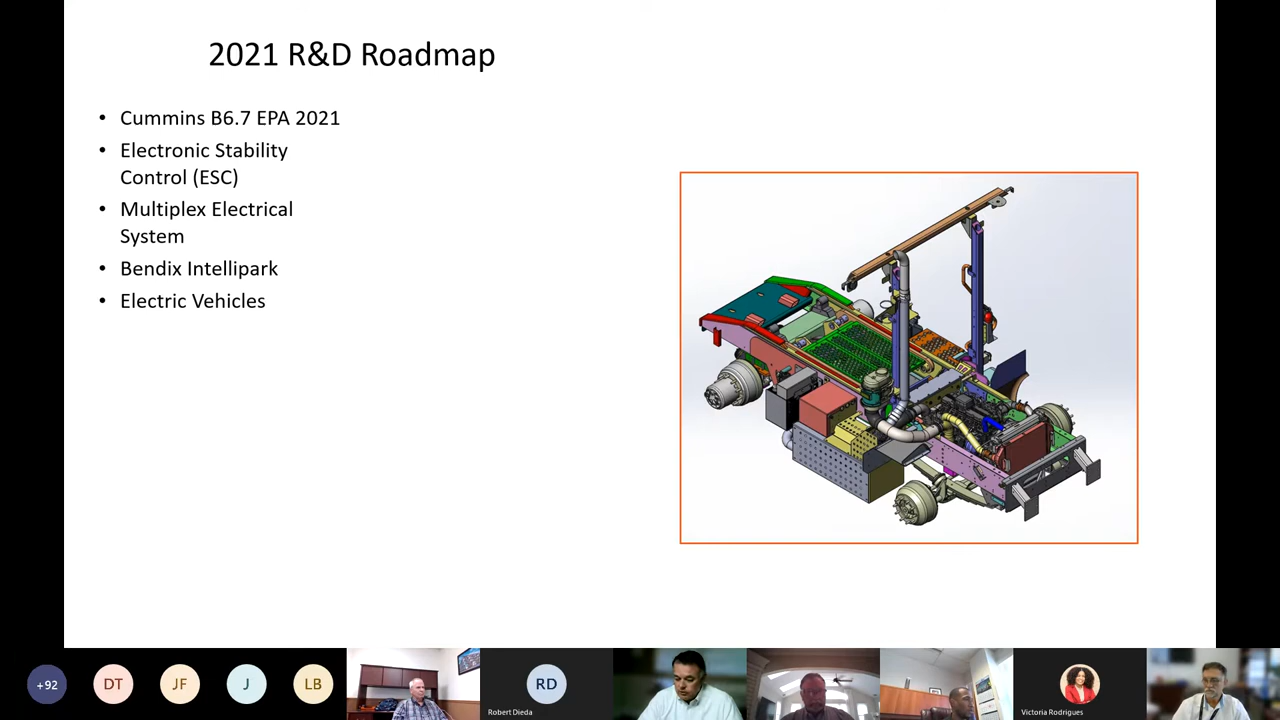 2021 R&D Roadmap
• Cummins B6.7 EPA 2021
• Electronic Stability
Control (ESC)
• Multiplex Electrical
System
• Bendix Intellipark
• Electric Vehicles
+92
DT
JF
J
LB
RD
Robert Dieda
Victoria Rodrigues